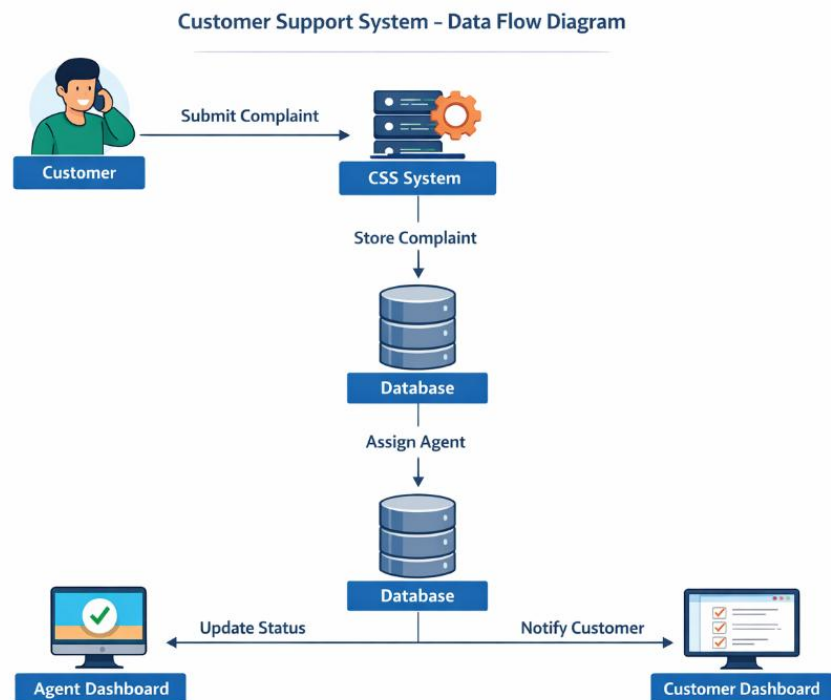 Customer Support System – Data Flow Diagram
Submit Complaint
Customer
CSS System
Store Complaint
Database
Assign Agent
Database
Update Status
Notify Customer
Agent Dashboard
Customer Dashboard